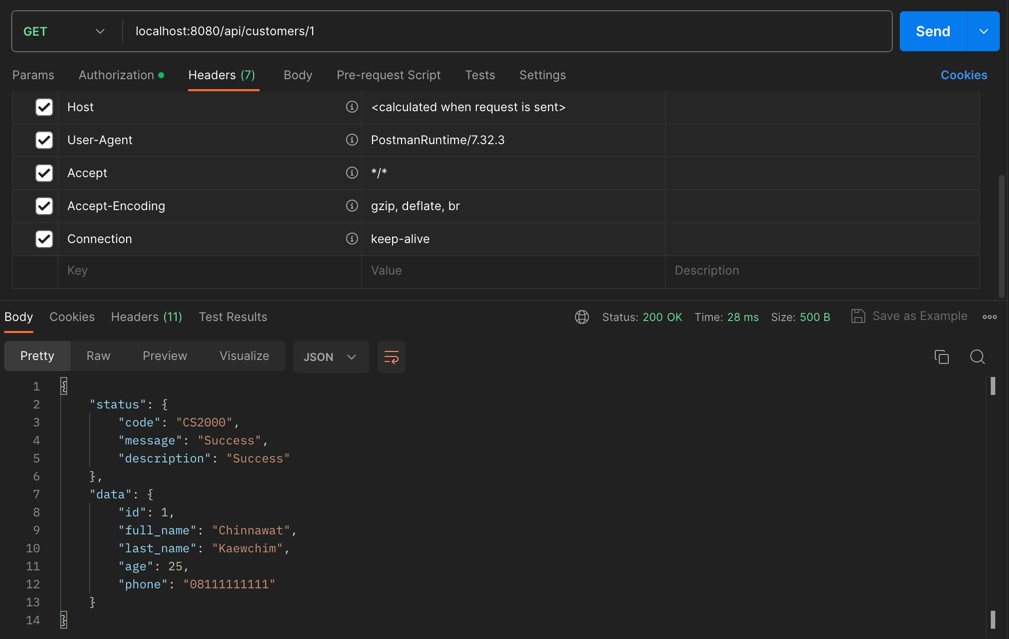 GET localhost:8080/api/customers/1 Send
Params Authorization Headers (7) Body Pre-request Script Tests Settings Cookies
Host <calculated when request is sent>
User-Agent PostmanRuntime/7.32.3
Accept */*
Accept-Encoding gzip, deflate, br
Connection keep-alive
Key Value Description
Body Cookies Headers (11) Test Results Status: 200 OK Time: 28 ms Size: 500 B Save as Example
Pretty Raw Preview Visualize JSON
1 {
2 "status": {
3 "code": "CS2000",
4 "message": "Success",
5 "description": "Success"
6 },
7 "data": {
8 "id": 1,
9 "full_name": "Chinnawat",
10 "last_name": "Kaewchim",
11 "age": 25,
12 "phone": "08111111111"
13 }
14 }